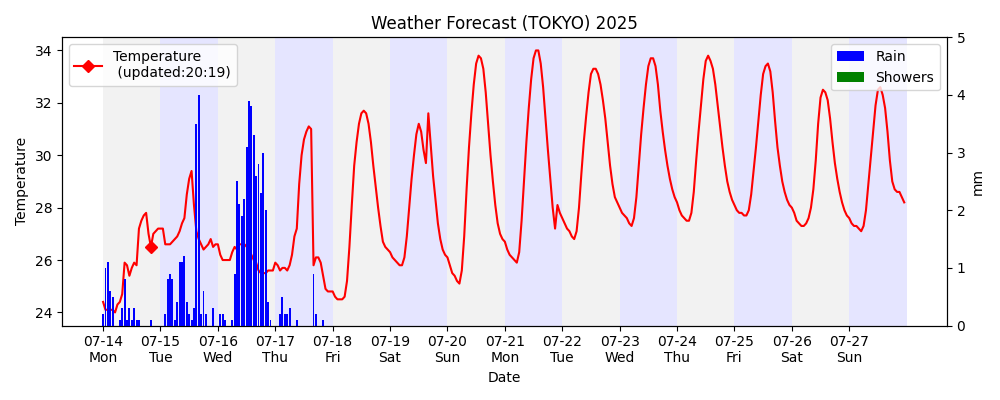 Weather Forecast (TOKYO) 2025
Temperature
(updated:20:19)
Rain
Showers
34
32
30
28
26
24
Temperature
5
4
3
2
1
0
mm
07-14 07-15 07-16 07-17 07-18 07-19 07-20 07-21 07-22 07-23 07-24 07-25 07-26 07-27
Mon Tue Wed Thu Fri Sat Sun Mon Tue Wed Thu Fri Sat Sun
Date